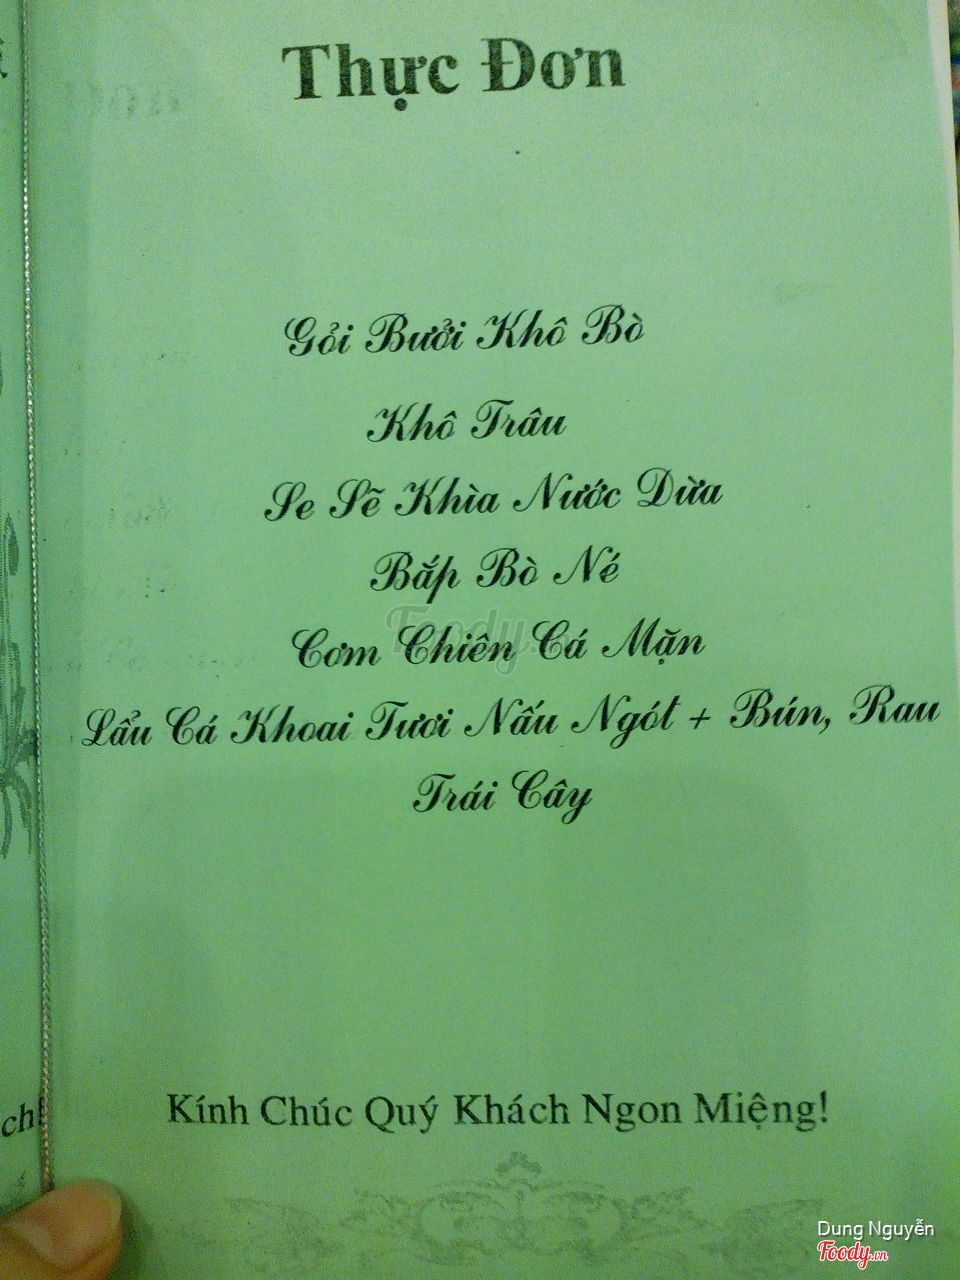 Thực Đơn
Gỏi Bưởi Khô Bò
Khô Trâu
Se Sẽ Khìa Nước Dừa
Bắp Bò Né
Foody
Cơm Chiên Cá Mặn
Lẩu Cá Khoai Tươi Nấu Ngót + Bún, Rau
Trái Cây
Kính Chúc Quý Khách Ngon Miệng!
ch!
Dung Nguyễn
Foody.vn